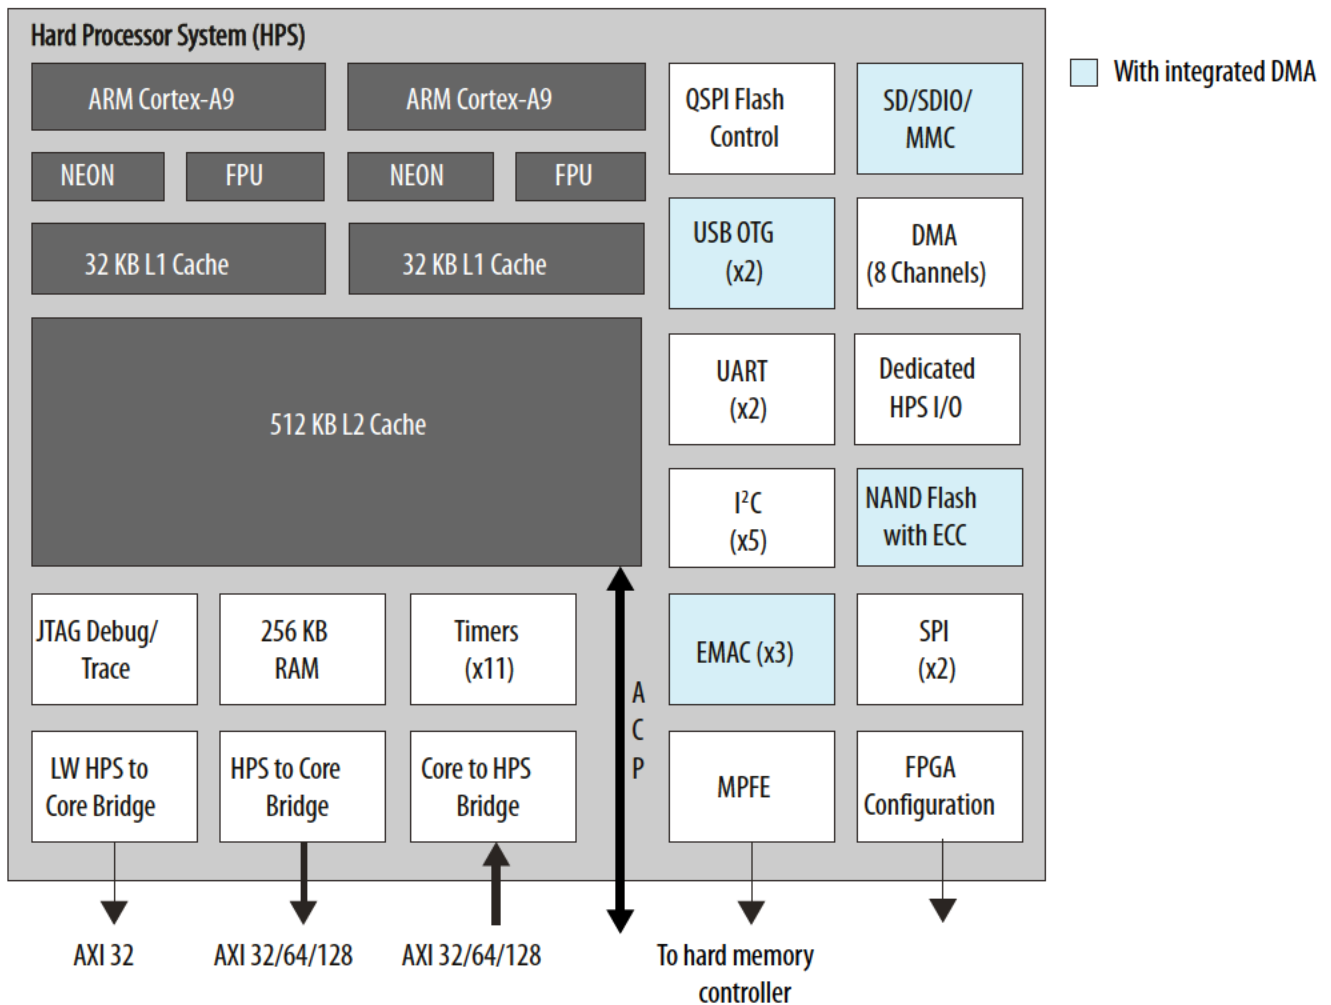 Hard Processor System (HPS)
ARM Cortex-A9
ARM Cortex-A9
NEON
FPU
NEON
FPU
32 KB L1 Cache
32 KB L1 Cache
512 KB L2 Cache
JTAG Debug/
Trace
256 KB
RAM
Timers
(x11)
LW HPS to
Core Bridge
HPS to Core
Bridge
Core to HPS
Bridge
A
C
P
QSPI Flash
Control
SD/SDIO/
MMC
USB OTG
(x2)
DMA
(8 Channels)
UART
(x2)
Dedicated
HPS I/O
I²C
(x5)
NAND Flash
with ECC
EMAC (x3)
SPI
(x2)
MPFE
FPGA
Configuration
With integrated DMA
AXI 32
AXI 32/64/128
AXI 32/64/128
To hard memory
controller